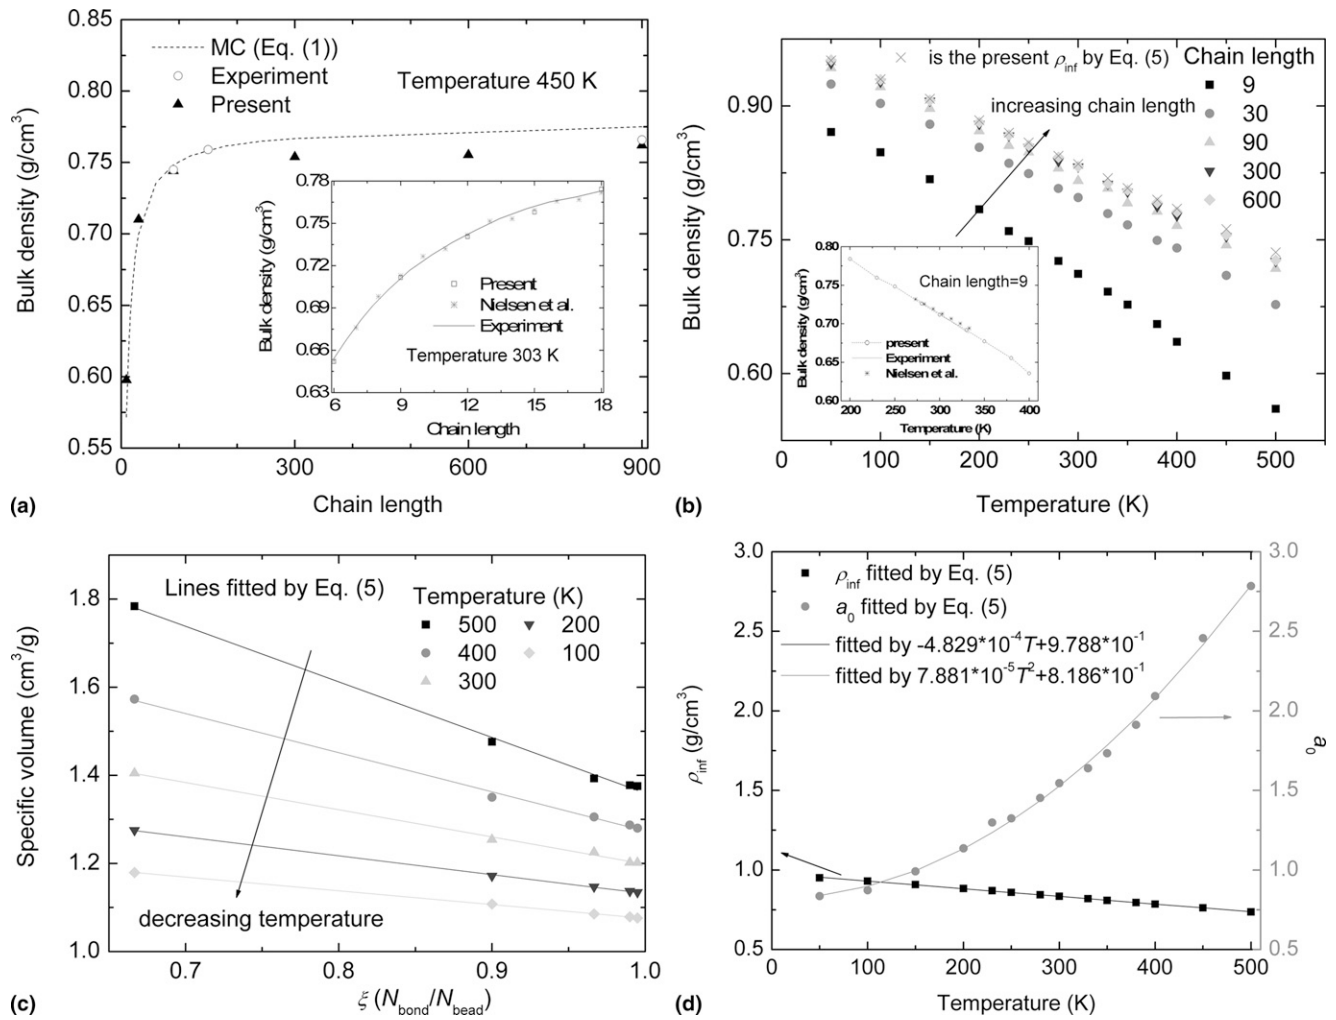 0.85
0.80
0.75
0.70
0.65
0.60
0.55
Bulk density (g/cm³)
MC (Eq. (1))
Experiment
Present
Temperature 450 K
0.78
0.75
0.72
0.69
0.66
0.63
Bulk density (g/cm³)
Present
Nielsen et al.
Experiment
Temperature 303 K
6 9 12 15 18
Chain length
0 300 600 900
Chain length
(a)
0.90
0.75
0.60
Bulk density (g/cm³)
is the present ρinf by Eq. (5)
Chain length
9
30
90
300
600
increasing chain length
0.80
0.75
0.70
0.65
0.60
Bulk density (g/cm³)
Chain length=9
present
Experiment
Nielsen et al.
200 250 300 350 400
Temperature (K)
0 100 200 300 400 500
Temperature (K)
(b)
1.8
1.6
1.4
1.2
1.0
Specific volume (cm³/g)
Lines fitted by Eq. (5)
Temperature (K)
500 200
400 100
300
decreasing temperature
0.7 0.8 0.9 1.0
ξ (Nbond/Nbead)
(c)
3.0
2.5
2.0
1.5
1.0
0.5
ρinf (g/cm³)
ρinf fitted by Eq. (5)
a0 fitted by Eq. (5)
fitted by -4.829*10⁻⁴T+9.788*10⁻¹
fitted by 7.881*10⁻⁵T²+8.186*10⁻¹
3.0
2.5
2.0
1.5
1.0
0.5
a0
0 100 200 300 400 500
Temperature (K)
(d)